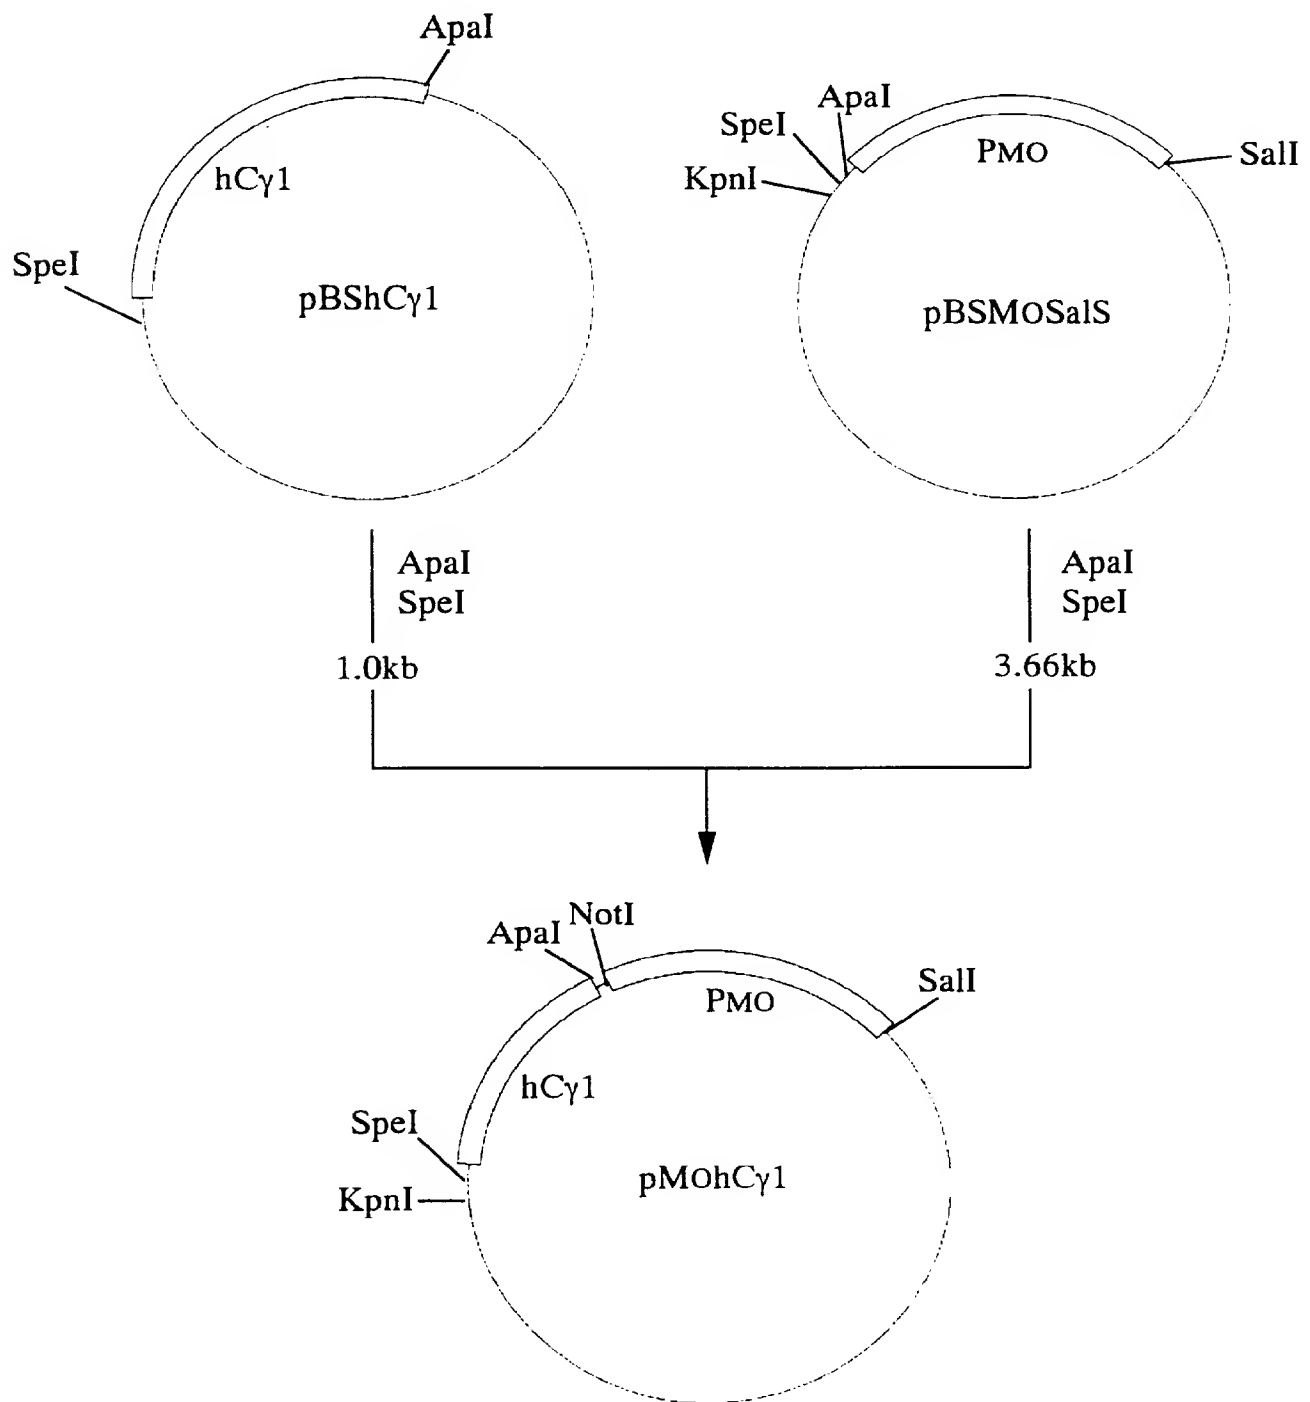 ApaI
hCγ1
SpeI
pBShCγ1
ApaI
SpeI
KpnI
PMO
SalI
pBSMOSalS
ApaI
SpeI
1.0kb
ApaI
SpeI
3.66kb
ApaI
NotI
PMO
SalI
hCγ1
SpeI
KpnI
pMOhCγ1